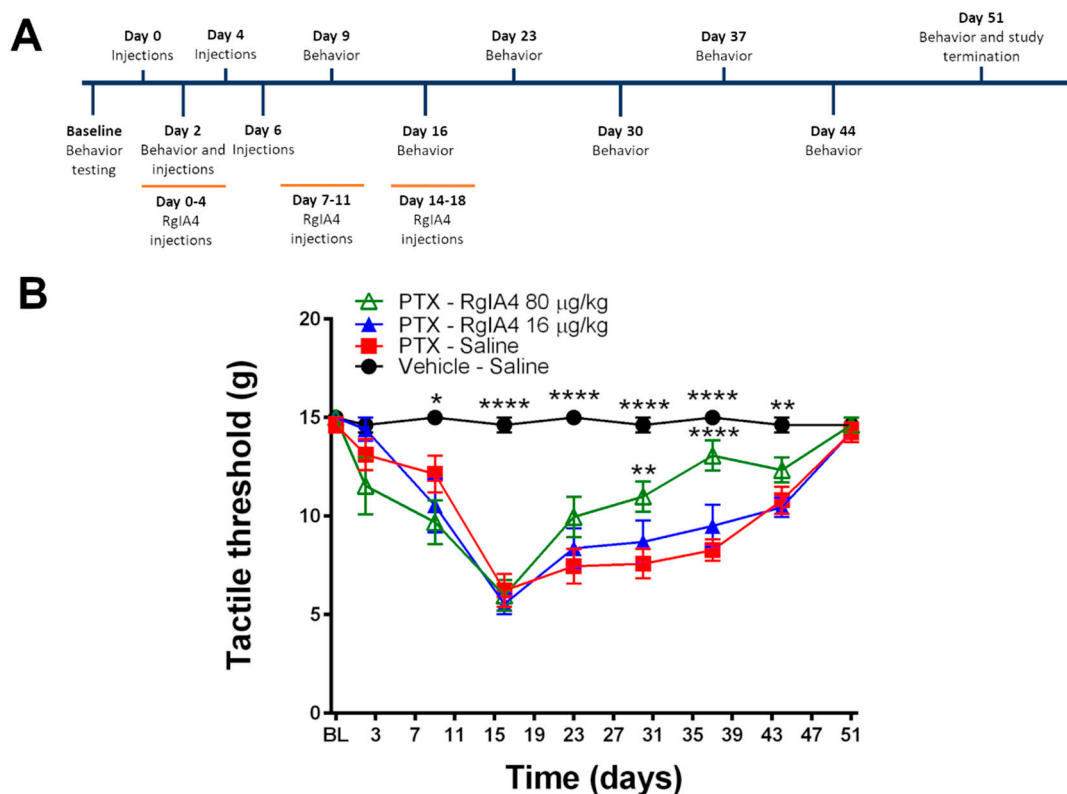 A
Day 0
Injections
Day 4
Injections
Day 9
Behavior
Day 23
Behavior
Day 37
Behavior
Day 51
Behavior and study
termination
Baseline
Behavior
testing
Day 2
Behavior and
injections
Day 6
Injections
Day 16
Behavior
Day 30
Behavior
Day 44
Behavior
Day 0-4
RgIA4
injections
Day 7-11
RgIA4
injections
Day 14-18
RgIA4
injections
B
PTX - RgIA4 80 μg/kg
PTX - RgIA4 16 μg/kg
PTX - Saline
Vehicle - Saline
* **** **** **** **** **
** ****
20
15
10
5
0
Tactile threshold (g)
BL 3 7 11 15 19 23 27 31 35 39 43 47 51
Time (days)